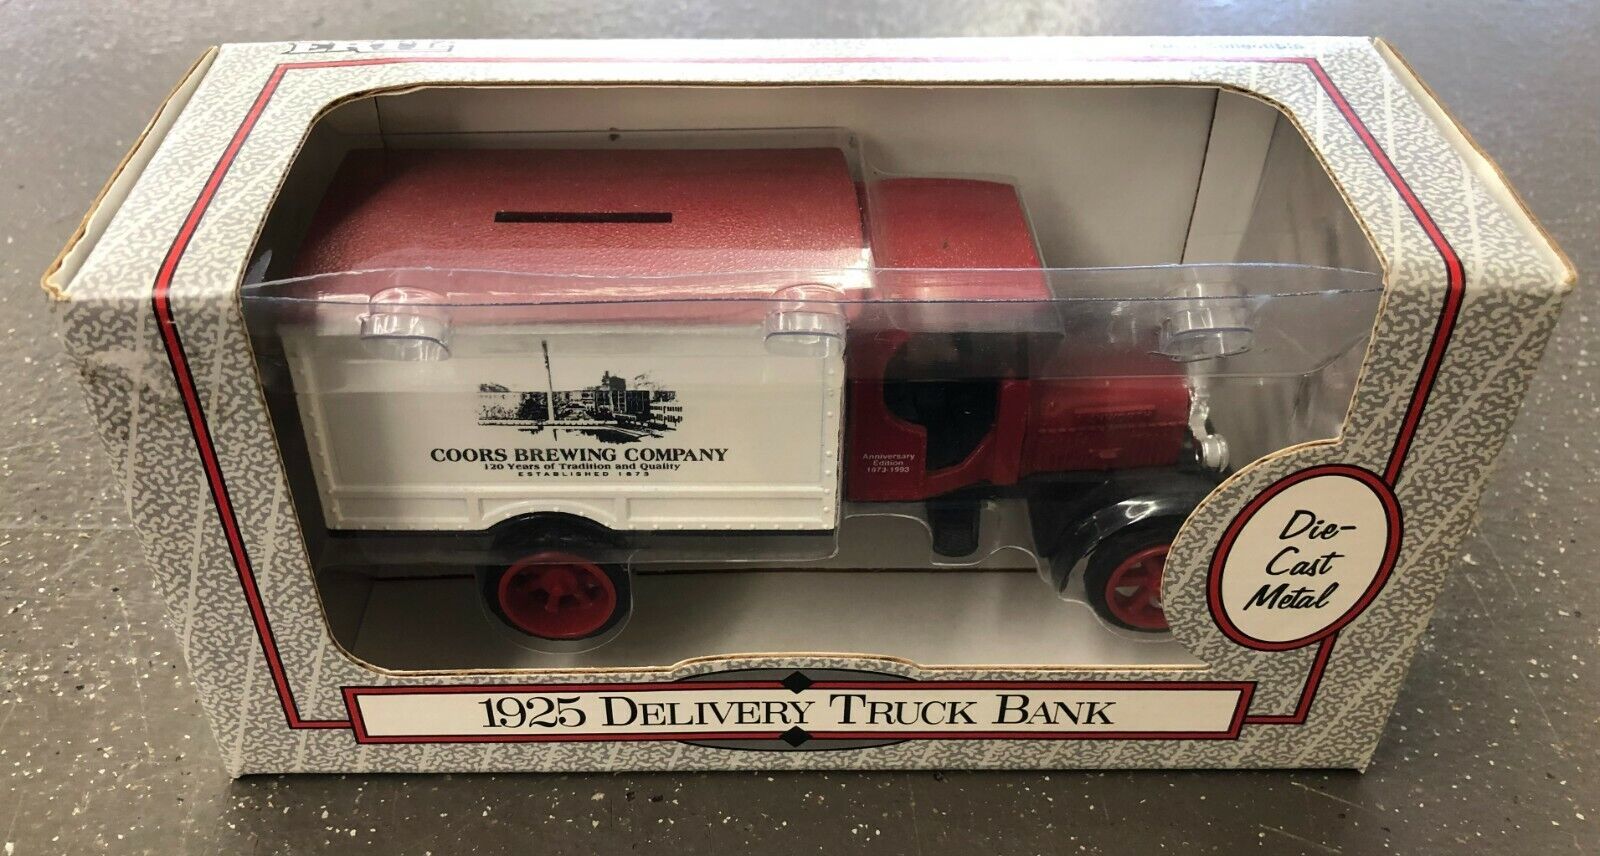 ERTL
COORS BREWING COMPANY
120 Years of Tradition and Quality
ESTABLISHED 1873
Anniversary
Edition
1873-1993
Die-
Cast
Metal
1925 DELIVERY TRUCK BANK